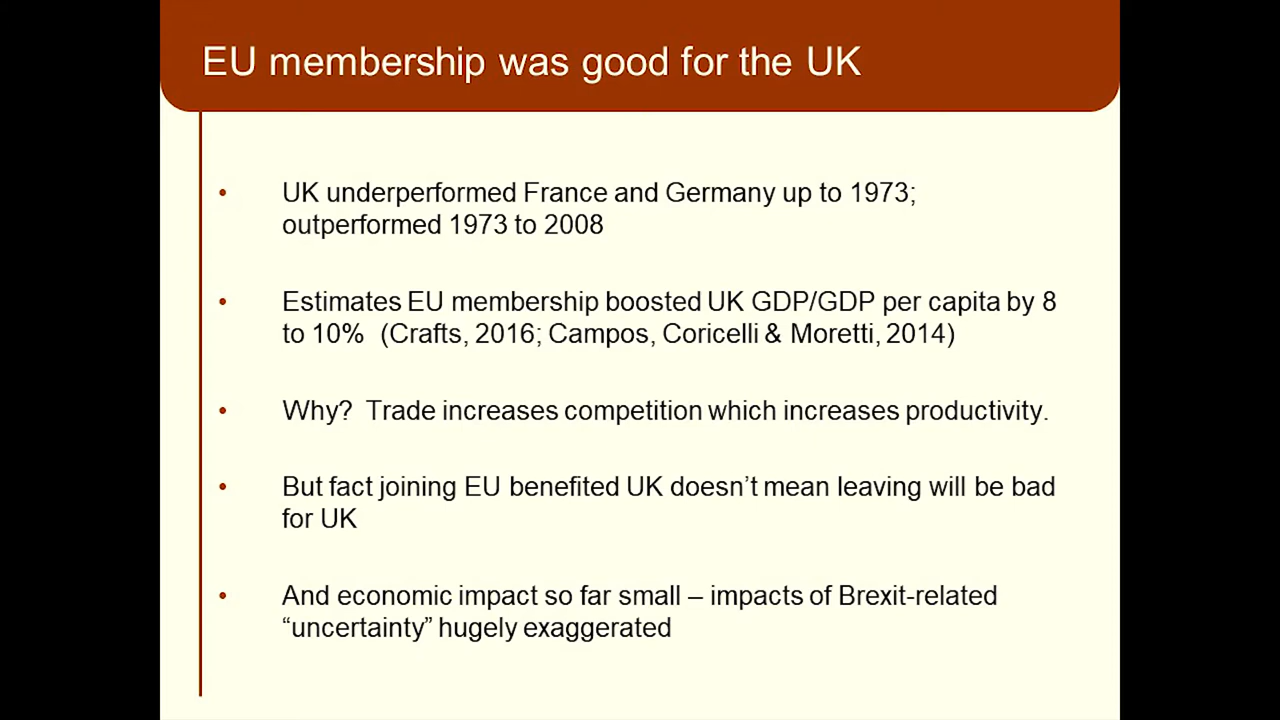 EU membership was good for the UK
• UK underperformed France and Germany up to 1973;
outperformed 1973 to 2008
• Estimates EU membership boosted UK GDP/GDP per capita by 8
to 10% (Crafts, 2016; Campos, Coricelli & Moretti, 2014)
• Why? Trade increases competition which increases productivity.
• But fact joining EU benefited UK doesn’t mean leaving will be bad
for UK
• And economic impact so far small – impacts of Brexit-related
“uncertainty” hugely exaggerated